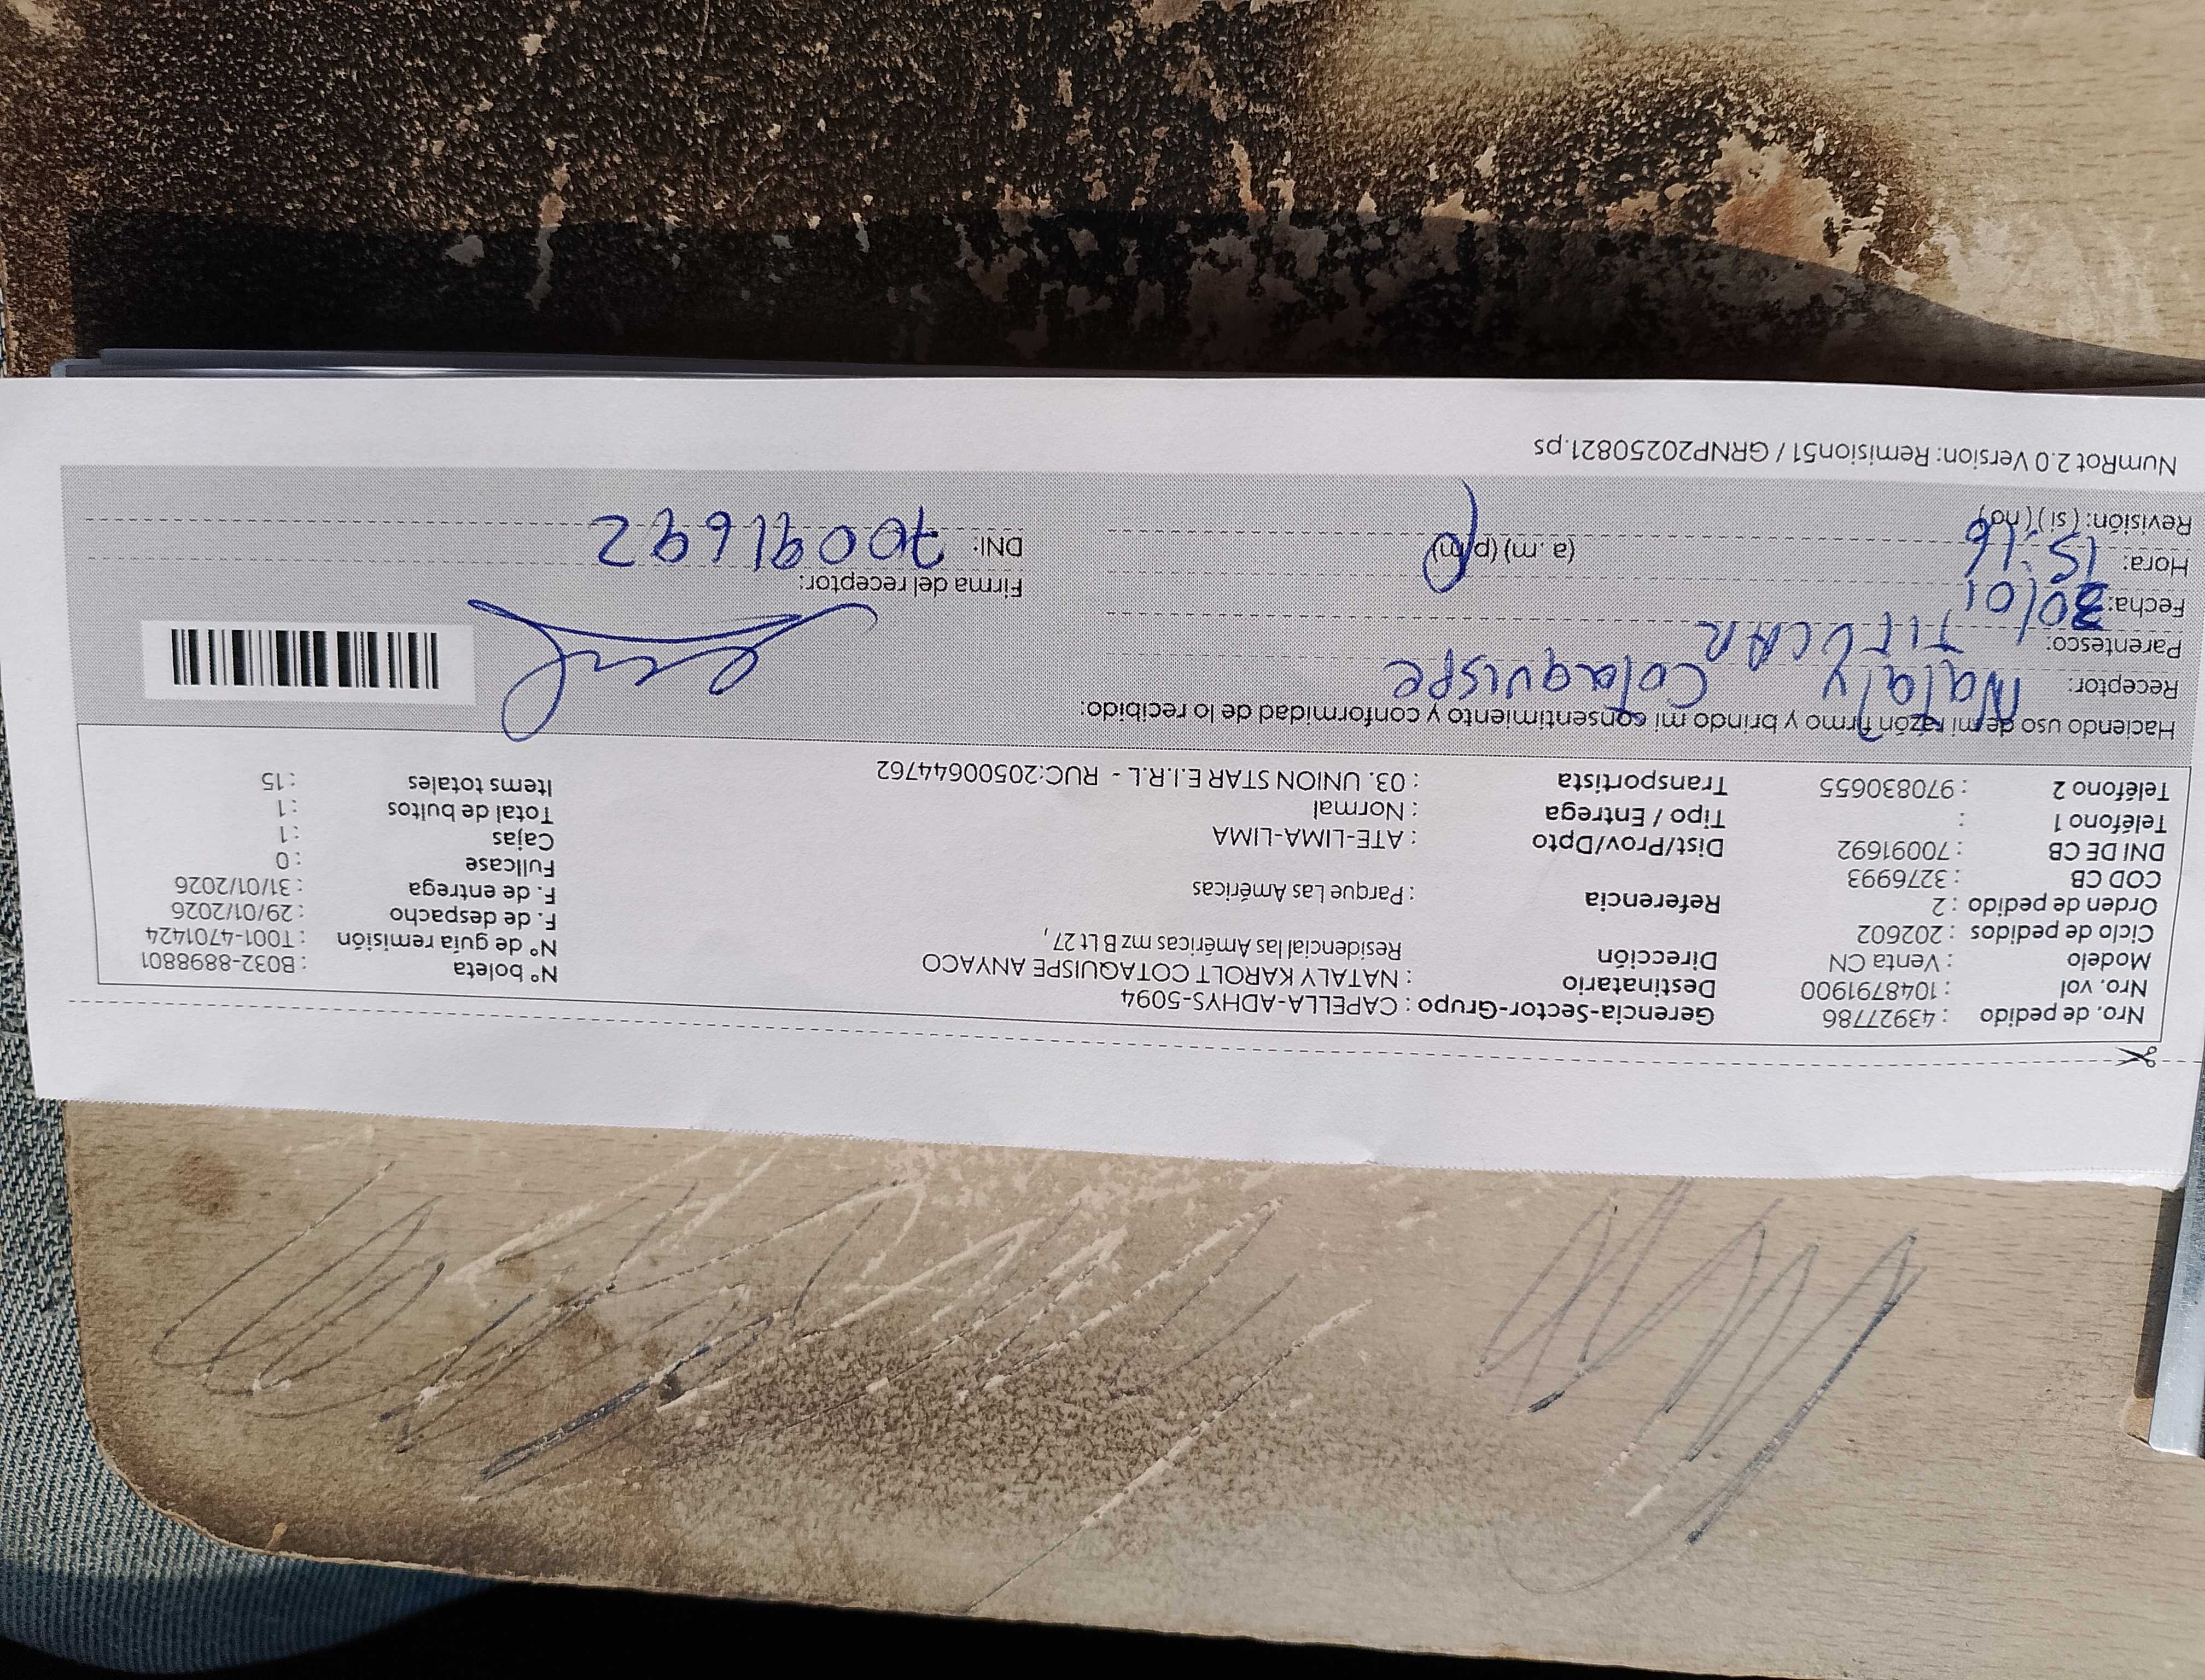 Nro. de pedido : 43927786 Gerencia-Sector-Grupo : CAPELLA-ADHYS-5094
Nro. vol : 1048791900 Destinatario : NATALY KAROLT COTAQUISPE ANYACO Nº boleta : B032-8898801
Modelo : Venta CN Dirección Residencial las Américas mz B Lt 27, Nº de guía remisión : T001-4701424
Ciclo de pedidos : 202602 F. de despacho : 29/01/2026
Orden de pedido : 2 Referencia : Parque Las Américas F. de entrega : 31/01/2026
COD CB : 3276993 Fullcase : 0
DNI DE CB : 70091692 Dist/Prov/Dpto : ATE-LIMA-LIMA Cajas : 1
Teléfono 1 : Tipo / Entrega : Normal Total de bultos : 1
Teléfono 2 : 970830655 Transportista : 03. UNION STAR E.I.R.L - RUC:20500644762 Items totales : 15
Haciendo uso de mi razón firmo y brindo mi consentimiento y conformidad de lo recibido:
Receptor: Nataly Cotaquispe
Parentesco: TITUCAR
Fecha: 30/01 Firma del receptor:
Hora: 15:16 (a. m) (p. m) DNI: 70091692
Revisión: (si) (no)
NumRot 2.0 Version: Remision51 / GRNP20250821.ps